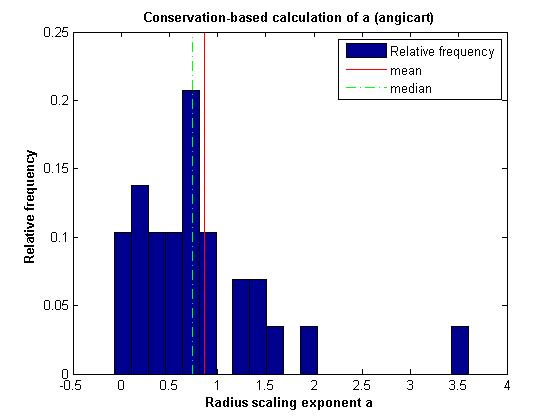 Conservation-based calculation of a (angicart)
Relative frequency
mean
median
0.25
0.2
0.15
0.1
0.05
0
Relative frequency
-0.5 0 0.5 1 1.5 2 2.5 3 3.5 4
Radius scaling exponent a